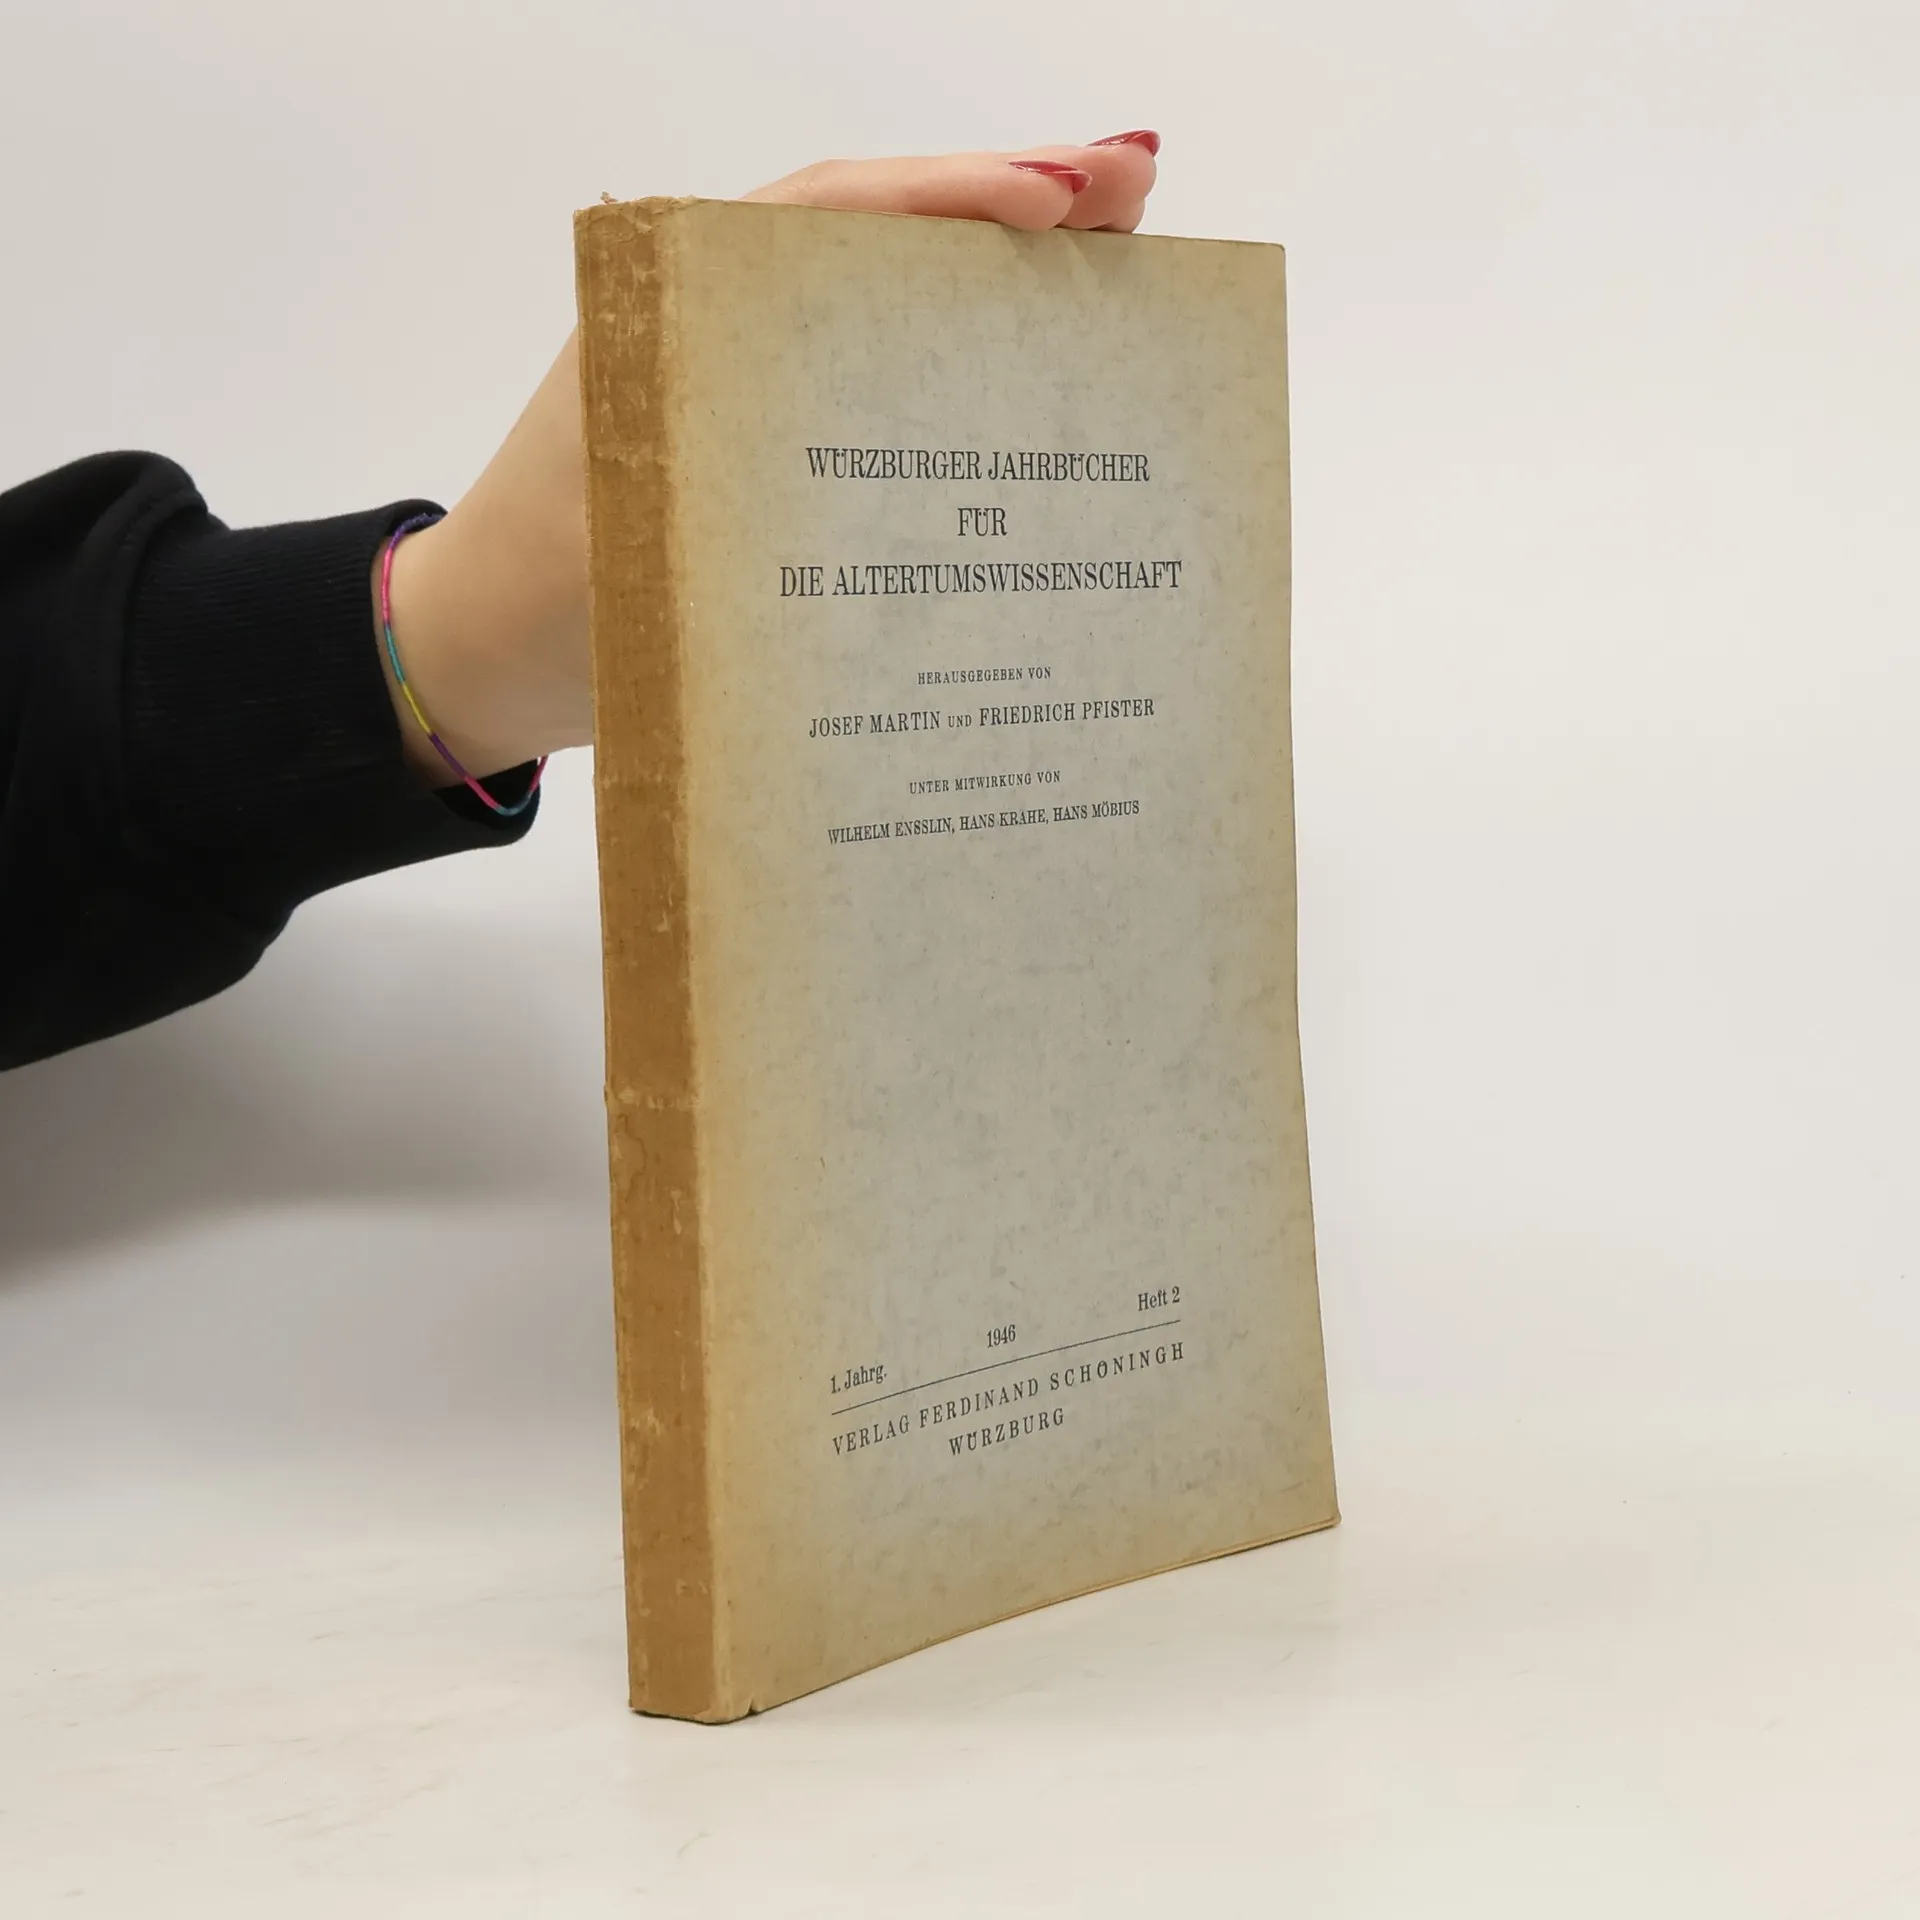 WÜRZBURGER JAHRBÜCHER
FÜR
DIE ALTERTUMSWISSENSCHAFT
HERAUSGEGEBEN VON
JOSEF MARTIN UND FRIEDRICH PFISTER
UNTER MITWIRKUNG VON
WILHELM ENSSLIN, HANS KRAHE, HANS MÖBIUS
1. Jahrg. 1946 Heft 2
VERLAG FERDINAND SCHÖNINGH
WÜRZBURG